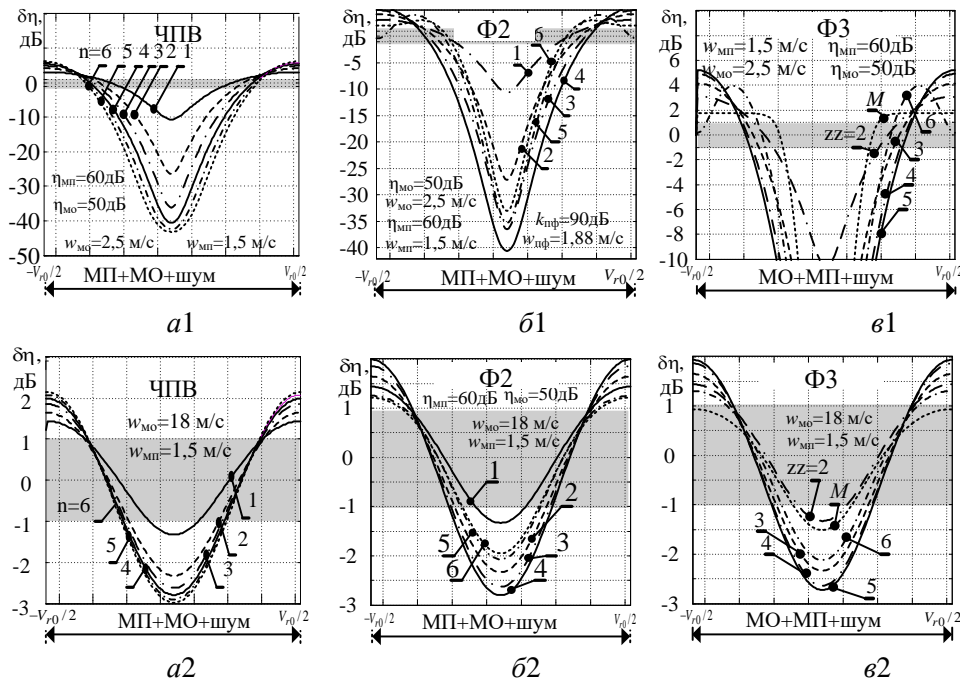 δη,
дБ
ЧПВ
n=6
5 4 3 2 1
0
-10
-20
-30
-40
-50
ηмп=60дБ
ηмо=50дБ
wмо=2,5 м/с
wмп=1,5 м/с
−Vr0/2
МП+МО+шум
Vr0/2
а1
δη,
дБ
Ф2
6
1
4
3
5
2
-5
-10
-15
-20
-25
-30
-35
-40
ηмо=50дБ
wмо=2,5 м/с
ηмп=60дБ
wмп=1,5 м/с
kпф=90дБ
wпф=1,88 м/с
−Vr0/2
МП+МО+шум
Vr0/2
б1
δη,
дБ
Ф3
wмп=1,5 м/с
ηмп=60дБ
wмо=2,5 м/с
ηмо=50дБ
6
4
2
0
-2
-4
-6
-8
-10
M
zz=2
6
3
4
5
−Vr0/2
МО+МП+шум
Vr0/2
в1
δη,
дБ
ЧПВ
2
1
0
-1
-2
-3
wмо=18 м/с
wмп=1,5 м/с
n=6
1
2
5
4
3
−Vr0/2
МП+МО+шум
Vr0/2
а2
δη,
дБ
Ф2
ηмп=60дБ
ηмо=50дБ
1
0
-1
-2
-3
wмо=18 м/с
wмп=1,5 м/с
1
2
5
3
6
4
−Vr0/2
МП+МО+шум
Vr0/2
б2
δη,
дБ
Ф3
1
0
-1
-2
-3
wмо=18 м/с
wмп=1,5 м/с
zz=2
M
3
6
4
5
−Vr0/2
МО+МП+шум
Vr0/2
в2